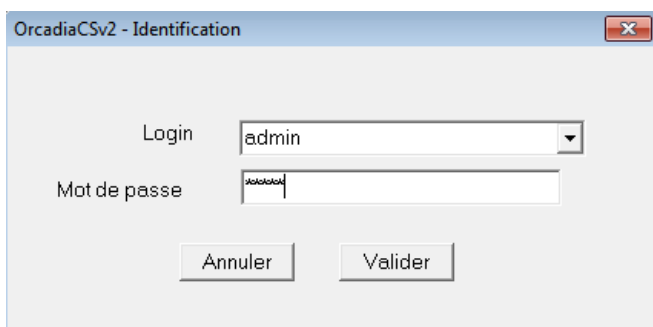 OrcadiaCSv2 - Identification
Login admin
Mot de passe ******
Annuler Valider